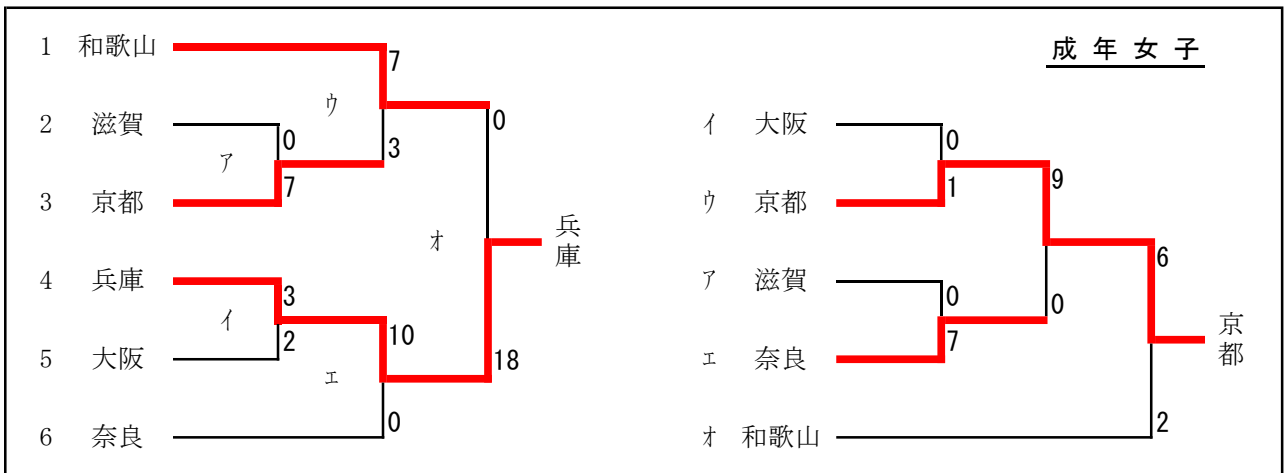 成年女子
1 和歌山
7
ウ
2 滋賀
0
0
ア
3
7
3 京都
オ
兵庫
4 兵庫
3
イ
10
2
18
5 大阪
エ
0
6 奈良
イ 大阪
0
9
1
ウ 京都
6
ア 滋賀
0
0
7
京都
エ 奈良
2
オ 和歌山